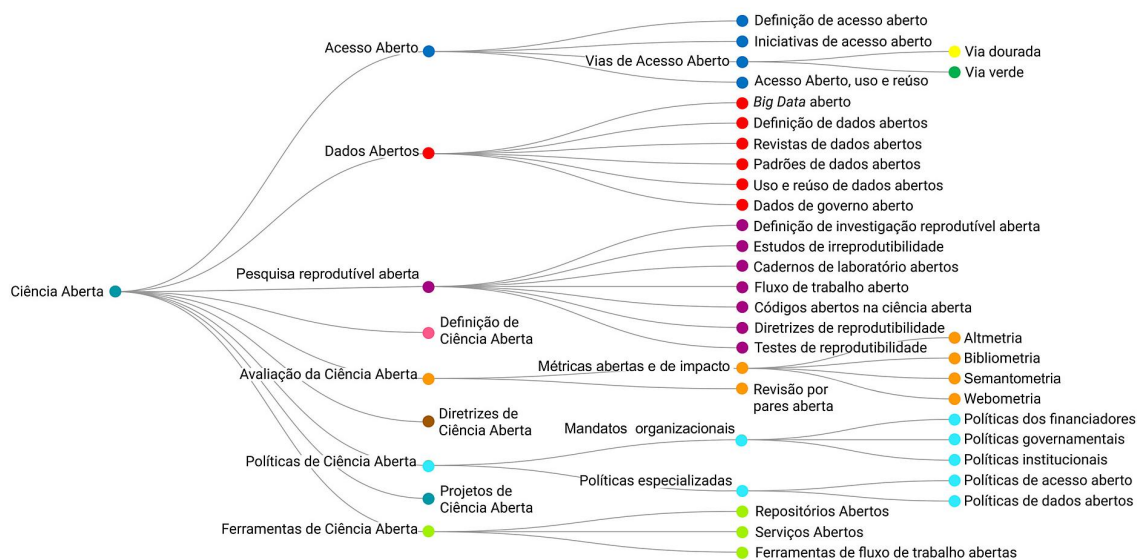 Ciência Aberta
Acesso Aberto
Definição de acesso aberto
Iniciativas de acesso aberto
Vias de Acesso Aberto
Via dourada
Via verde
Acesso Aberto, uso e reúso
Dados Abertos
Big Data aberto
Definição de dados abertos
Revistas de dados abertos
Padrões de dados abertos
Uso e reúso de dados abertos
Dados de governo aberto
Pesquisa reprodutível aberta
Definição de investigação reprodutível aberta
Estudos de irreprodutibilidade
Cadernos de laboratório abertos
Fluxo de trabalho aberto
Códigos abertos na ciência aberta
Diretrizes de reprodutibilidade
Testes de reprodutibilidade
Definição de
Ciência Aberta
Avaliação da Ciência Aberta
Métricas abertas e de impacto
Altmetria
Bibliometria
Semantometria
Webometria
Revisão por
pares aberta
Diretrizes de
Ciência Aberta
Políticas de Ciência Aberta
Mandatos organizacionais
Políticas dos financiadores
Políticas governamentais
Políticas institucionais
Políticas especializadas
Políticas de acesso aberto
Políticas de dados abertos
Projetos de
Ciência Aberta
Ferramentas de Ciência Aberta
Repositórios Abertos
Serviços Abertos
Ferramentas de fluxo de trabalho abertas